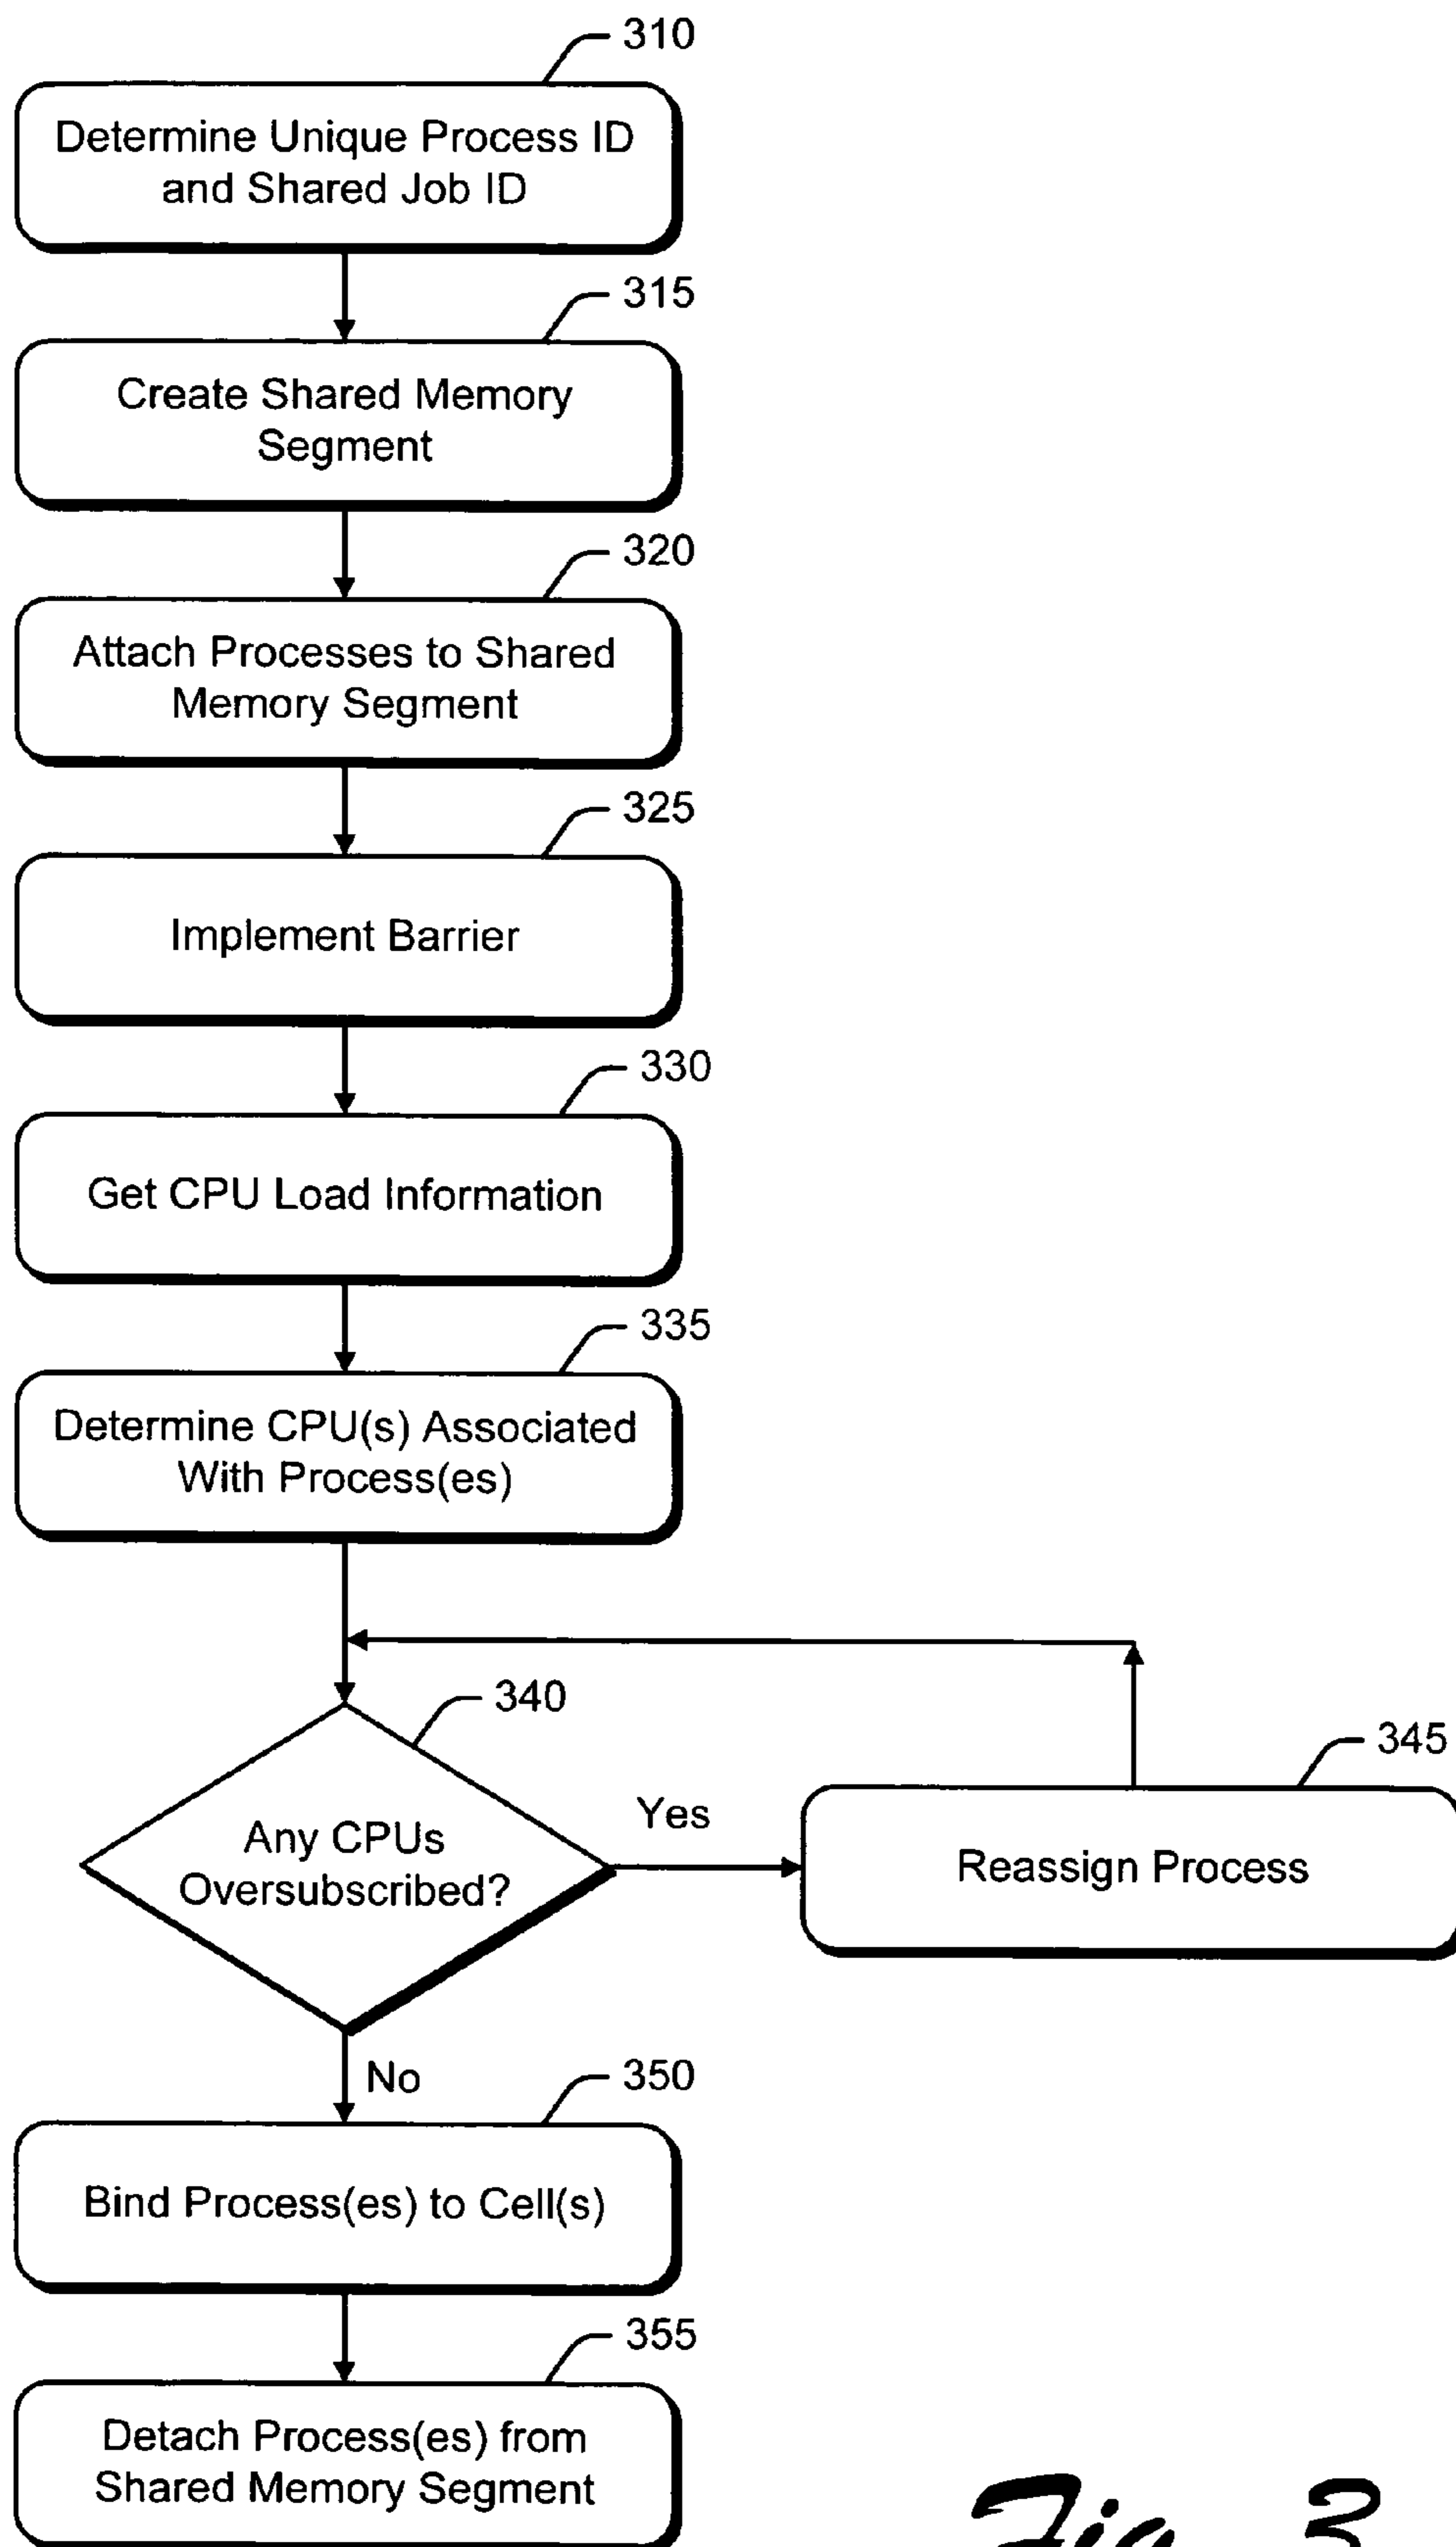 310
Determine Unique Process ID
and Shared Job ID
315
Create Shared Memory
Segment
320
Attach Processes to Shared
Memory Segment
325
Implement Barrier
330
Get CPU Load Information
335
Determine CPU(s) Associated
With Process(es)
340
Any CPUs
Oversubscribed?
Yes
345
Reassign Process
No
350
Bind Process(es) to Cell(s)
355
Detach Process(es) from
Shared Memory Segment
Fig. 3